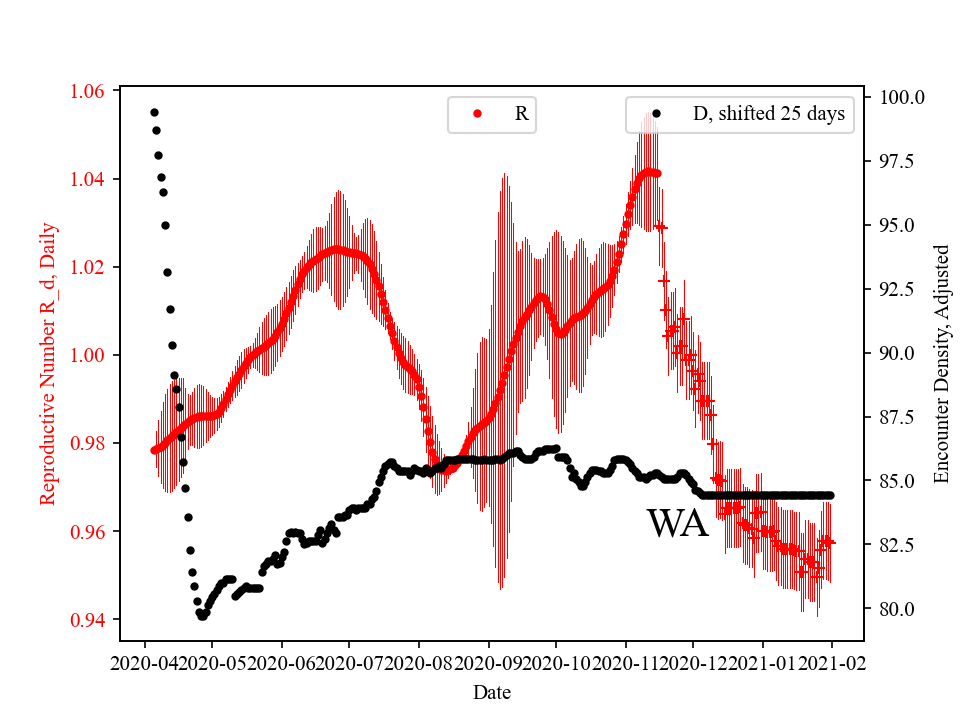 R
D, shifted 25 days
1.06
1.04
1.02
1.00
0.98
0.96
0.94
Reproductive Number R_d, Daily
100.0
97.5
95.0
92.5
90.0
87.5
85.0
82.5
80.0
Encounter Density, Adjusted
WA
2020-04 2020-05 2020-06 2020-07 2020-08 2020-09 2020-10 2020-11 2020-12 2021-01 2021-02
Date